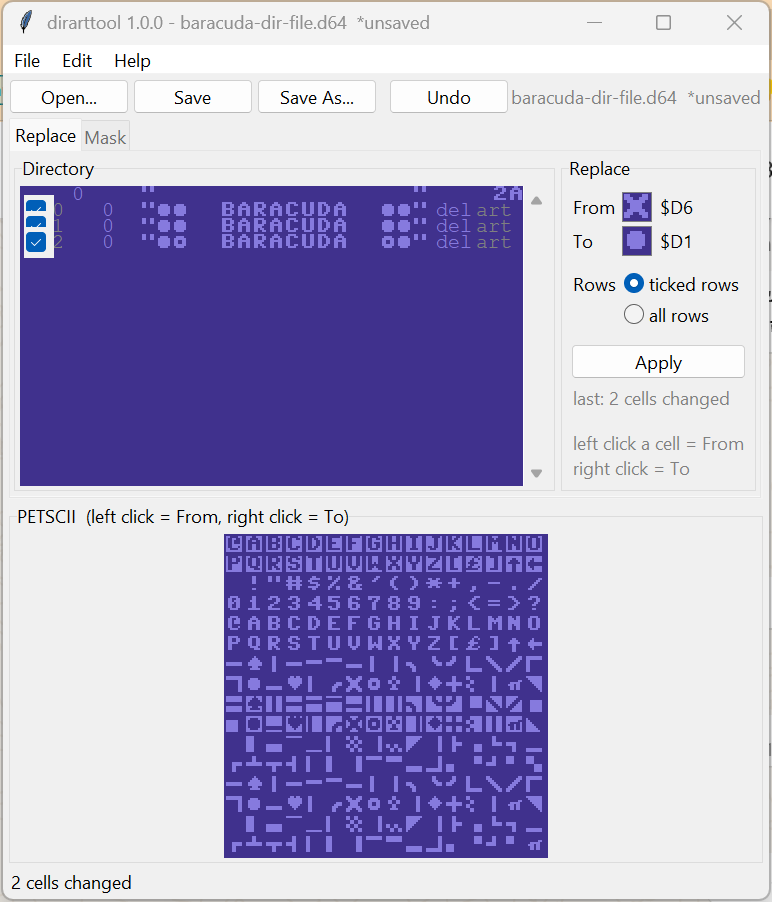 dirarttool 1.0.0 - baracuda-dir-file.d64 *unsaved
File Edit Help
Open... Save Save As... Undo baracuda-dir-file.d64 *unsaved
Replace Mask
Directory
0 " " 2A
0 0 "●● BARACUDA ●●" del art
1 0 "●● BARACUDA ●●" del art
2 0 "●○ BARACUDA ○●" del art
Replace
From $D6
To $D1
Rows ticked rows
all rows
Apply
last: 2 cells changed
left click a cell = From
right click = To
PETSCII (left click = From, right click = To)
@ABCDEFGHIJKLMNO
PQRSTUVWXYZ[£]↑←
!"#$%&'()*+,-./
0123456789:;<=>?
@ABCDEFGHIJKLMNO
PQRSTUVWXYZ[£]↑←
2 cells changed